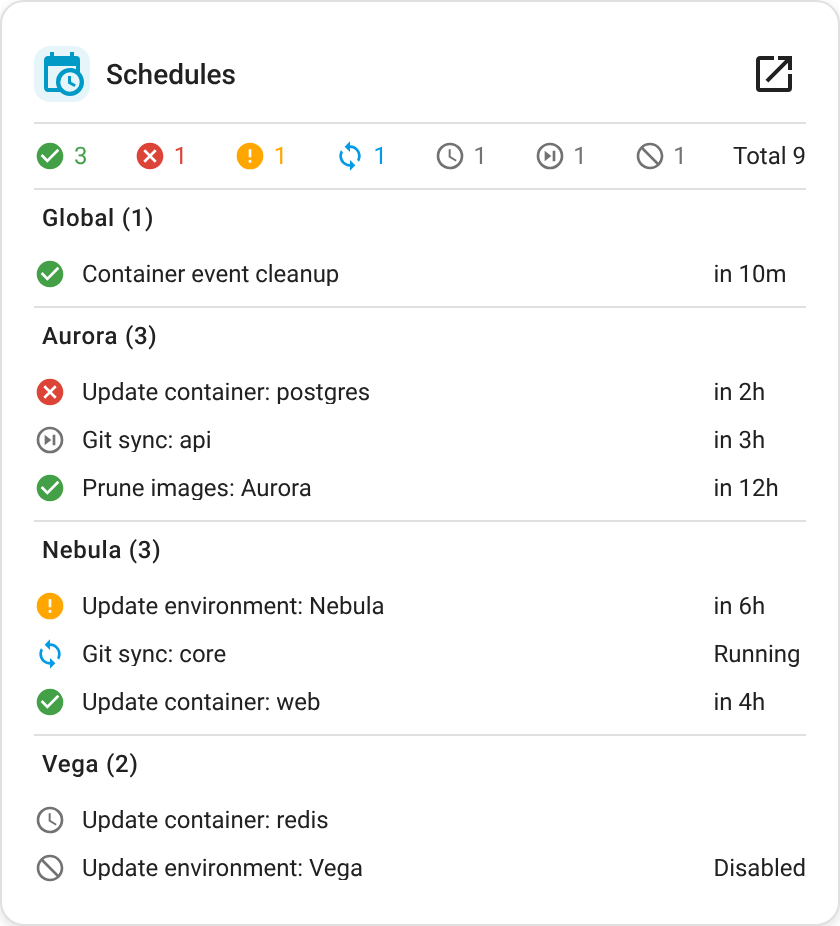 Schedules
3 1 1 1 1 1 1 Total 9
Global (1)
Container event cleanup in 10m
Aurora (3)
Update container: postgres in 2h
Git sync: api in 3h
Prune images: Aurora in 12h
Nebula (3)
Update environment: Nebula in 6h
Git sync: core Running
Update container: web in 4h
Vega (2)
Update container: redis
Update environment: Vega Disabled